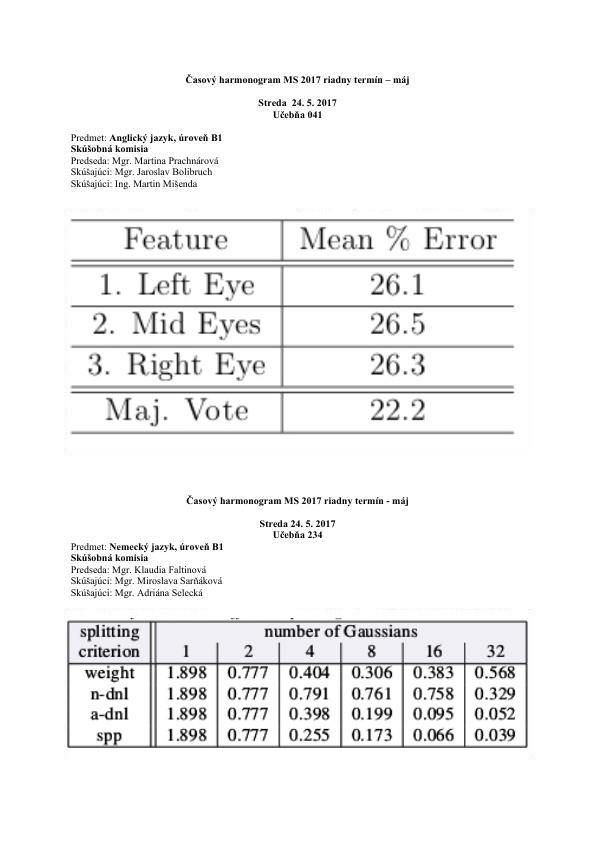 Časový harmonogram MS 2017 riadny termín – máj
Streda 24. 5. 2017
Učebňa 041
Predmet: Anglický jazyk, úroveň B1
Skúšobná komisia
Predseda: Mgr. Martina Prachnárová
Skúšajúci: Mgr. Jaroslav Bolibruch
Skúšajúci: Ing. Martin Mišenda
Feature Mean % Error
1. Left Eye 26.1
2. Mid Eyes 26.5
3. Right Eye 26.3
Maj. Vote 22.2
Časový harmonogram MS 2017 riadny termín - máj
Streda 24. 5. 2017
Učebňa 234
Predmet: Nemecký jazyk, úroveň B1
Skúšobná komisia
Predseda: Mgr. Klaudia Faltinová
Skúšajúci: Mgr. Miroslava Sarňáková
Skúšajúci: Mgr. Adriána Selecká
splitting number of Gaussians
criterion 1 2 4 8 16 32
weight 1.898 0.777 0.404 0.306 0.383 0.568
n-dnl 1.898 0.777 0.791 0.761 0.758 0.329
a-dnl 1.898 0.777 0.398 0.199 0.095 0.052
spp 1.898 0.777 0.255 0.173 0.066 0.039